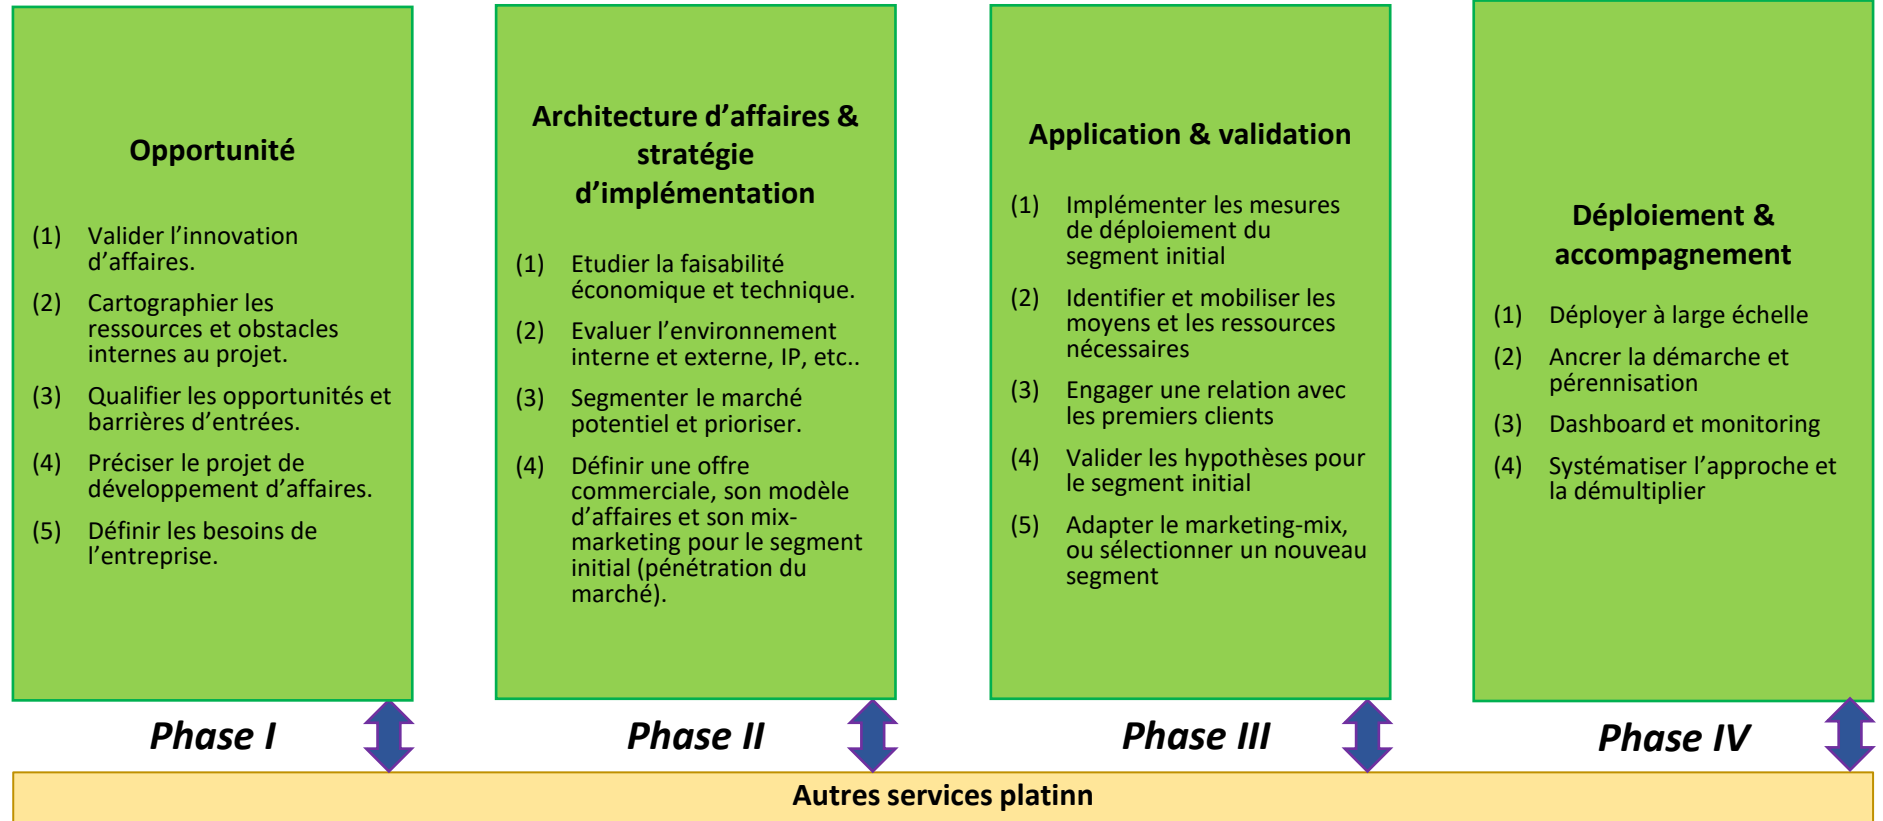 Opportunité
(1) Valider l’innovation
d’affaires.
(2) Cartographier les
ressources et obstacles
internes au projet.
(3) Qualifier les opportunités et
barrières d’entrées.
(4) Préciser le projet de
développement d’affaires.
(5) Définir les besoins de
l’entreprise.
Phase I
Architecture d’affaires &
stratégie
d’implémentation
(1) Etudier la faisabilité
économique et technique.
(2) Evaluer l’environnement
interne et externe, IP, etc..
(3) Segmenter le marché
potentiel et prioriser.
(4) Définir une offre
commerciale, son modèle
d’affaires et son mix-
marketing pour le segment
initial (pénétration du
marché).
Phase II
Application & validation
(1) Implémenter les mesures
de déploiement du
segment initial
(2) Identifier et mobiliser les
moyens et les ressources
nécessaires
(3) Engager une relation avec
les premiers clients
(4) Valider les hypothèses pour
le segment initial
(5) Adapter le marketing-mix,
ou sélectionner un nouveau
segment
Phase III
Déploiement &
accompagnement
(1) Déployer à large échelle
(2) Ancrer la démarche et
pérennisation
(3) Dashboard et monitoring
(4) Systématiser l’approche et
la démultiplier
Phase IV
Autres services platinn